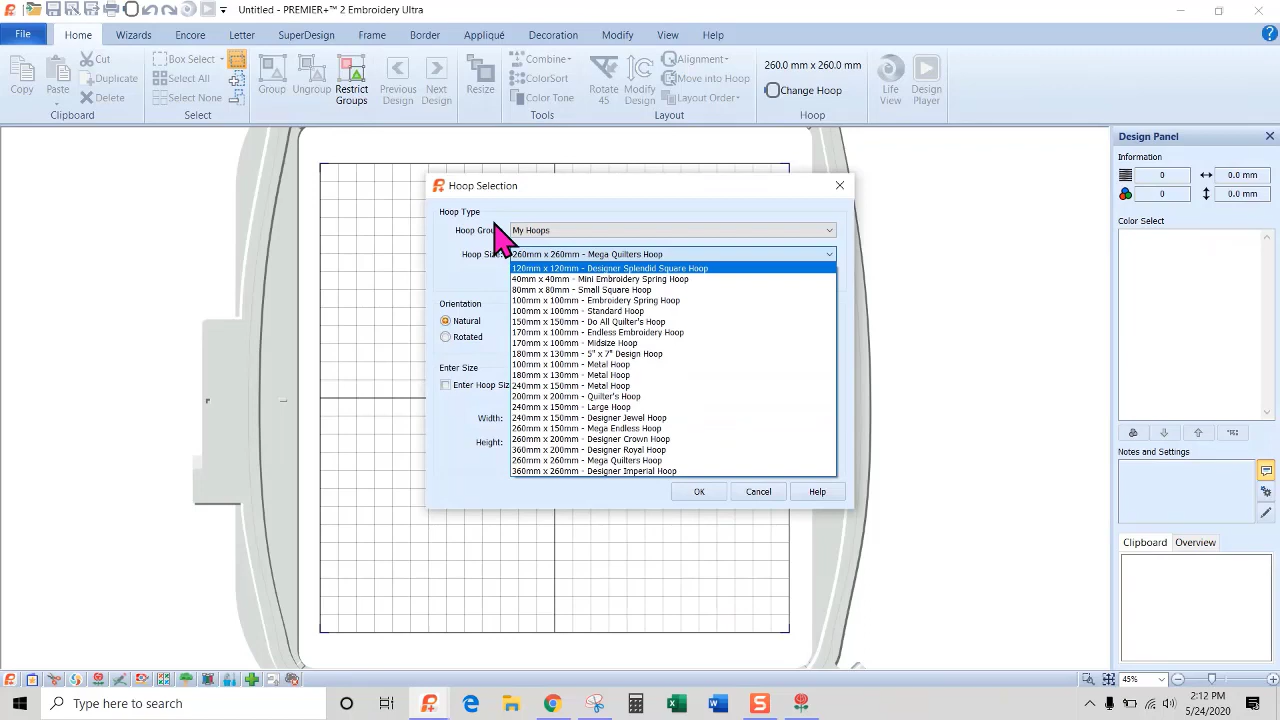 Untitled - PREMIER+™ 2 Embroidery Ultra
File Home Wizards Encore Letter SuperDesign Frame Border Appliqué Decoration Modify View Help
Copy
Paste
Cut
Duplicate
Delete
Clipboard
Box Select
Select All
Select None
Select
Group
Ungroup
Restrict
Groups
Previous
Design
Next
Design
Resize
Combine
ColorSort
Color Tone
Tools
Rotate
45
Modify
Design
Alignment
Move into Hoop
Layout Order
Layout
260.0 mm x 260.0 mm
Change Hoop
Hoop
Life
View
Design
Player
Hoop Selection
Hoop Type
My Hoops
260mm x 260mm - Mega Quilters Hoop
120mm x 120mm - Designer Splendid Square Hoop
40mm x 40mm - Mini Embroidery Spring Hoop
80mm x 80mm - Small Square Hoop
100mm x 100mm - Embroidery Spring Hoop
100mm x 100mm - Standard Hoop
150mm x 150mm - Do All Quilter's Hoop
170mm x 100mm - Endless Embroidery Hoop
170mm x 100mm - Midsize Hoop
180mm x 130mm - 5" x 7" Design Hoop
100mm x 100mm - Metal Hoop
180mm x 130mm - Metal Hoop
240mm x 150mm - Metal Hoop
200mm x 200mm - Quilter's Hoop
240mm x 150mm - Large Hoop
240mm x 150mm - Designer Jewel Hoop
260mm x 150mm - Mega Endless Hoop
260mm x 200mm - Designer Crown Hoop
360mm x 200mm - Designer Royal Hoop
260mm x 260mm - Mega Quilters Hoop
360mm x 260mm - Designer Imperial Hoop
Orientation
Natural
Rotated
Enter Size
Enter Hoop Siz
Width:
Height:
OK Cancel Help
Design Panel
Information
0 0.0 mm
0 0.0 mm
Color Select
Notes and Settings
Clipboard Overview
45%
Type here to search
2:12 PM
5/24/2020